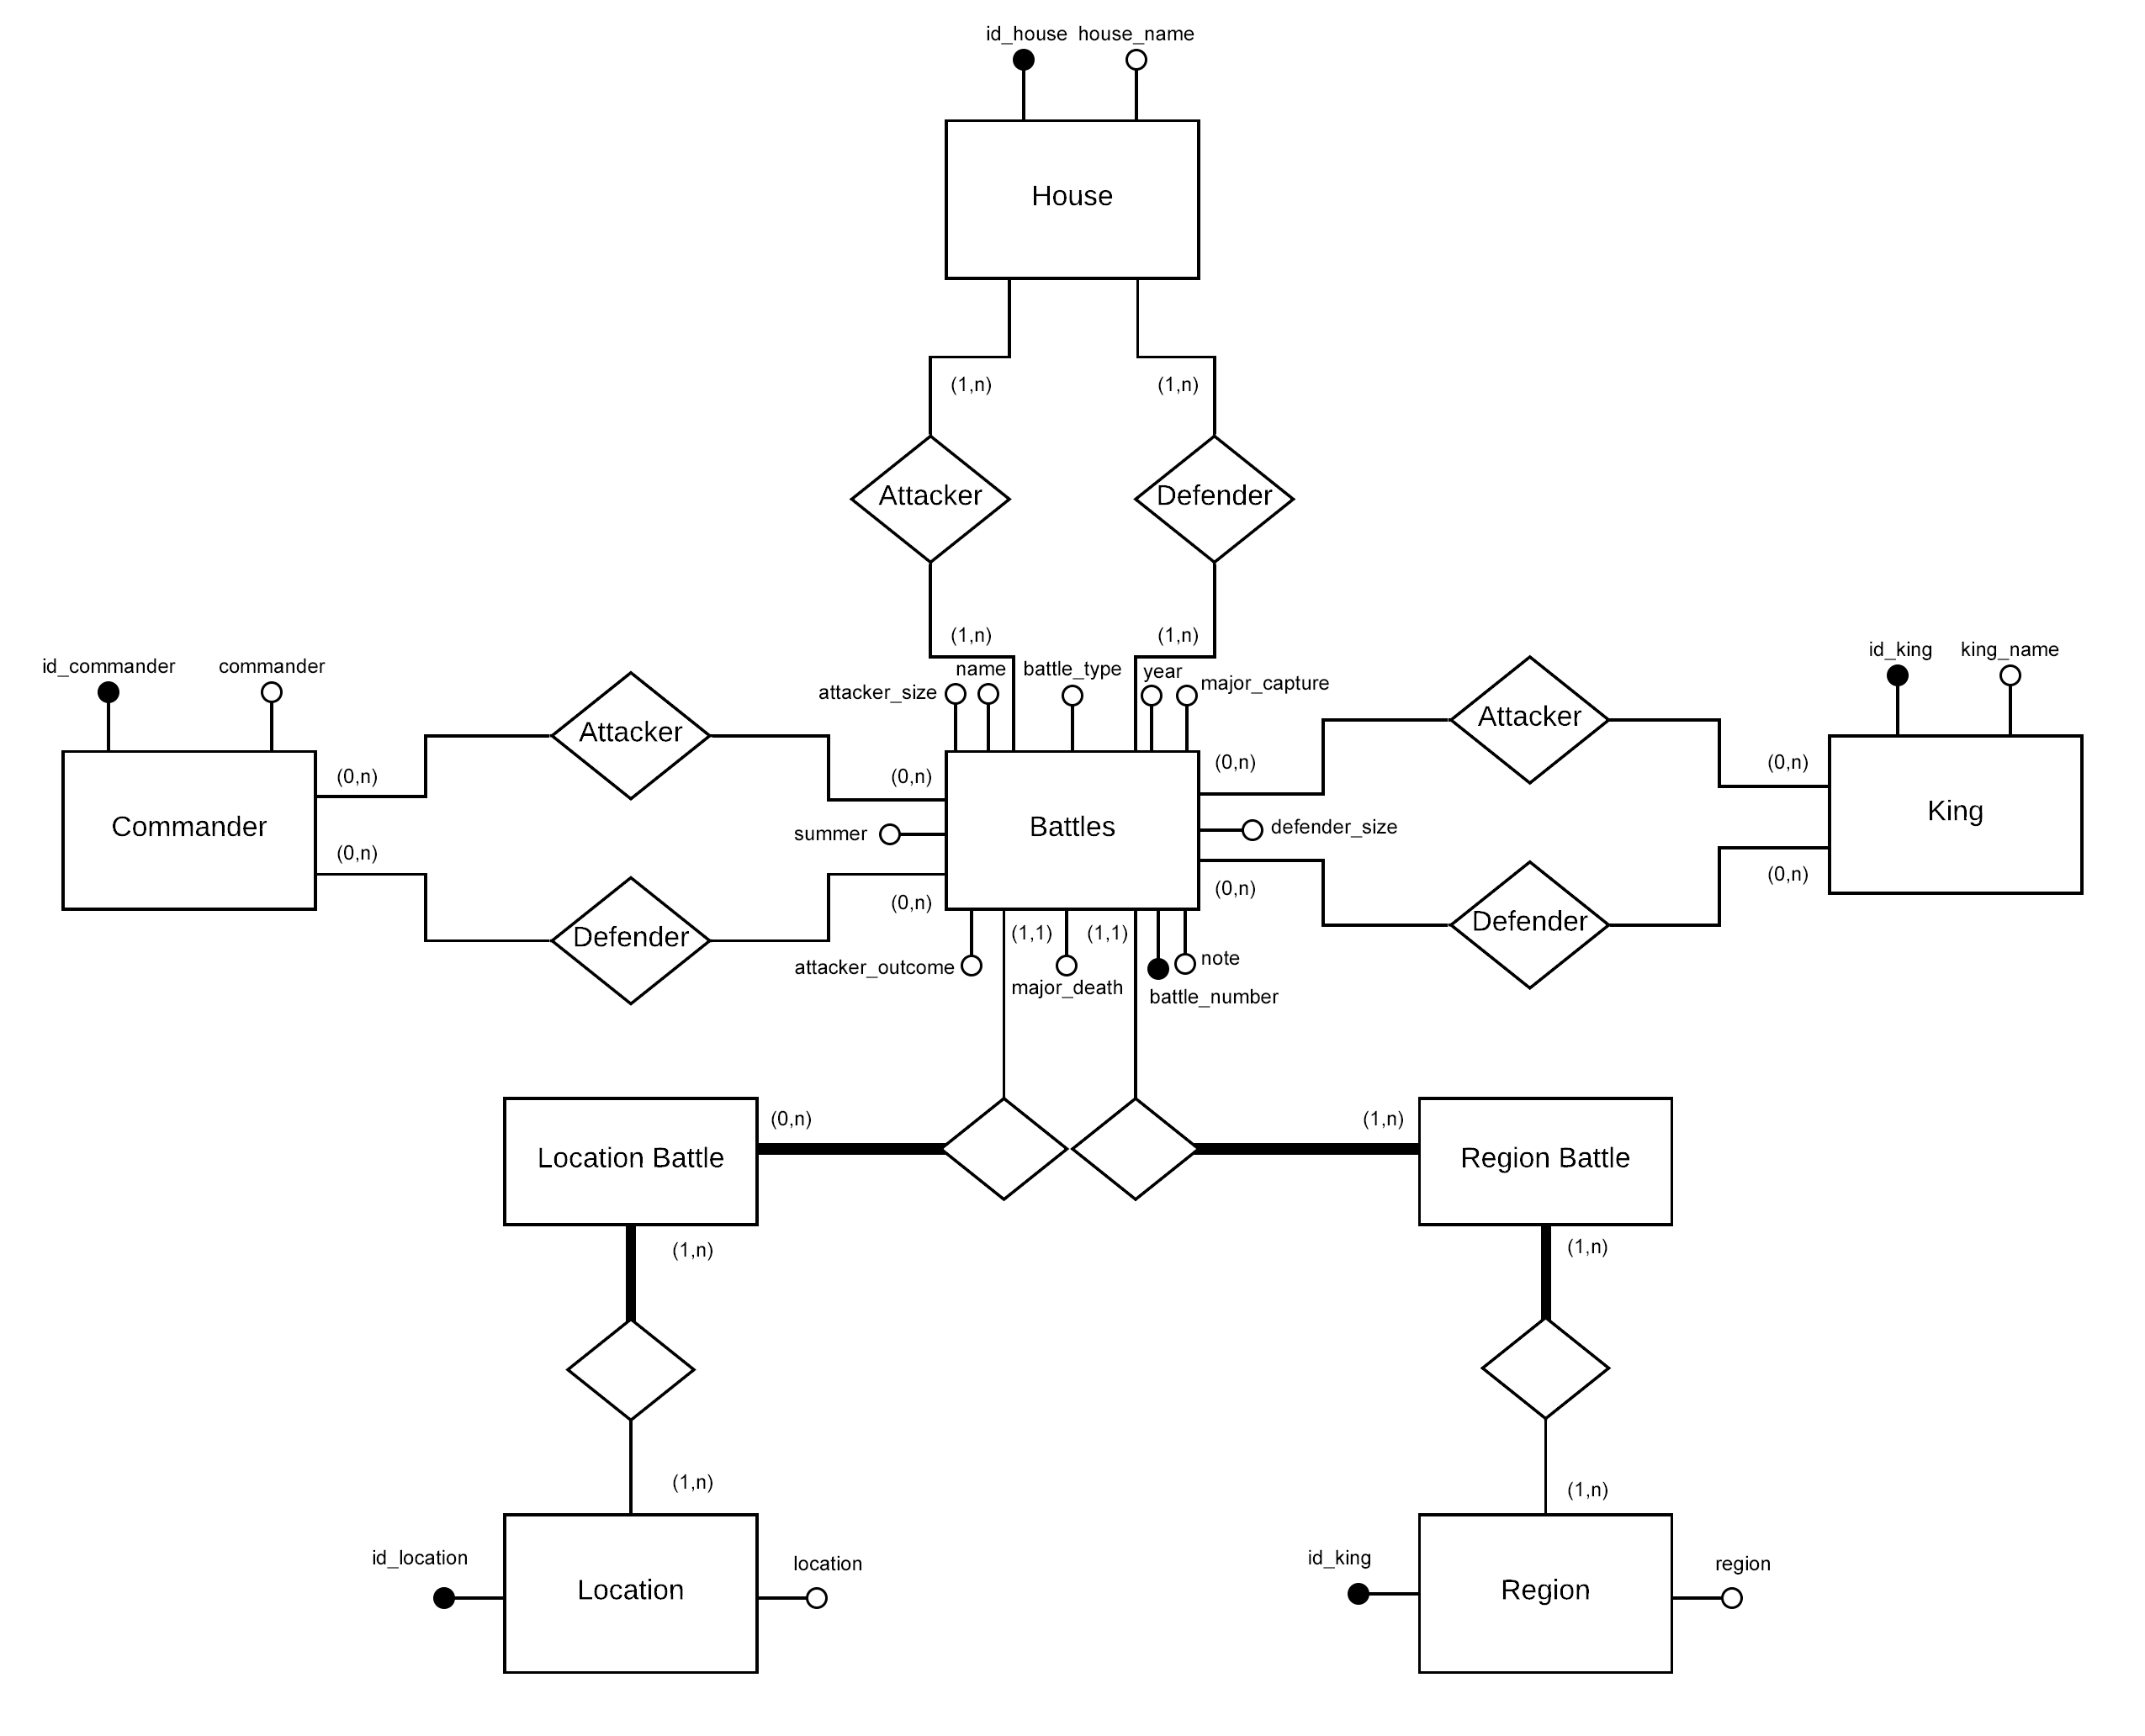 id_house house_name
House
(1,n) (1,n)
Attacker Defender
(1,n) (1,n)
id_commander commander
name battle_type year
attacker_size major_capture
id_king king_name
Attacker Attacker
(0,n) (0,n) (0,n) (0,n)
Commander summer Battles defender_size King
(0,n) (0,n) (0,n) (0,n)
Defender Defender
(1,1) (1,1)
attacker_outcome note
major_death battle_number
(0,n) (1,n)
Location Battle Region Battle
(1,n) (1,n)
(1,n) (1,n)
id_location location id_king region
Location Region